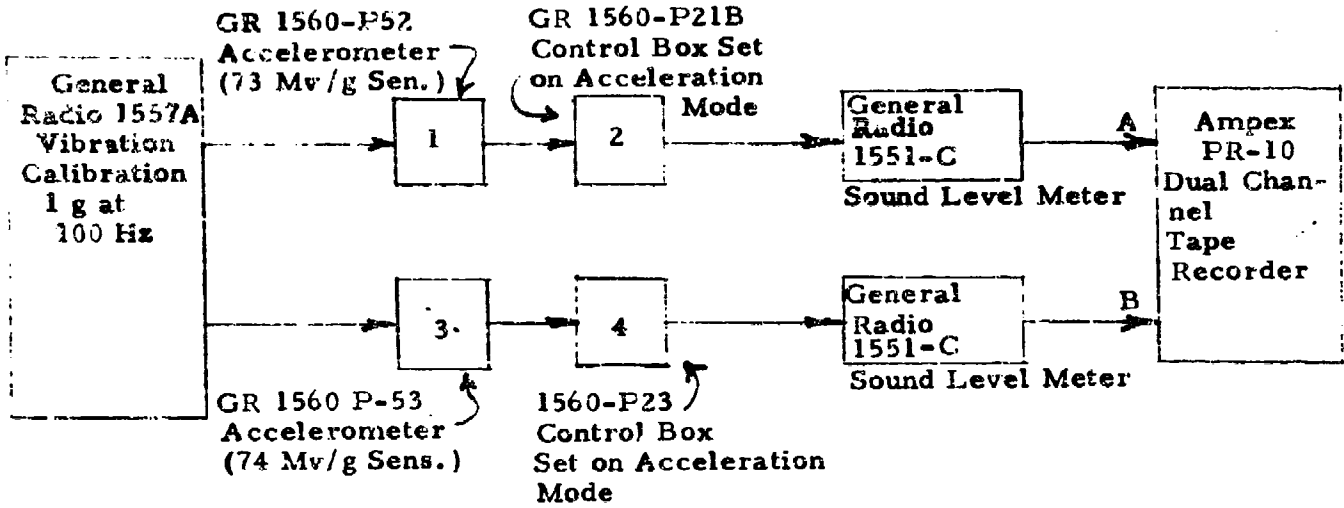 General
Radio 1557A
Vibration
Calibration
1 g at
100 Hz
GR 1560-P52
Accelerometer
(73 Mv/g Sen.)
1
GR 1560-P21B
Control Box Set
on Acceleration
Mode
2
General
Radio
1551-C
Sound Level Meter
A
Ampex
PR-10
Dual Chan-
nel
Tape
Recorder
3.
GR 1560 P-53
Accelerometer
(74 Mv/g Sens.)
4
1560-P23
Control Box
Set on Acceleration
Mode
General
Radio
1551-C
Sound Level Meter
B